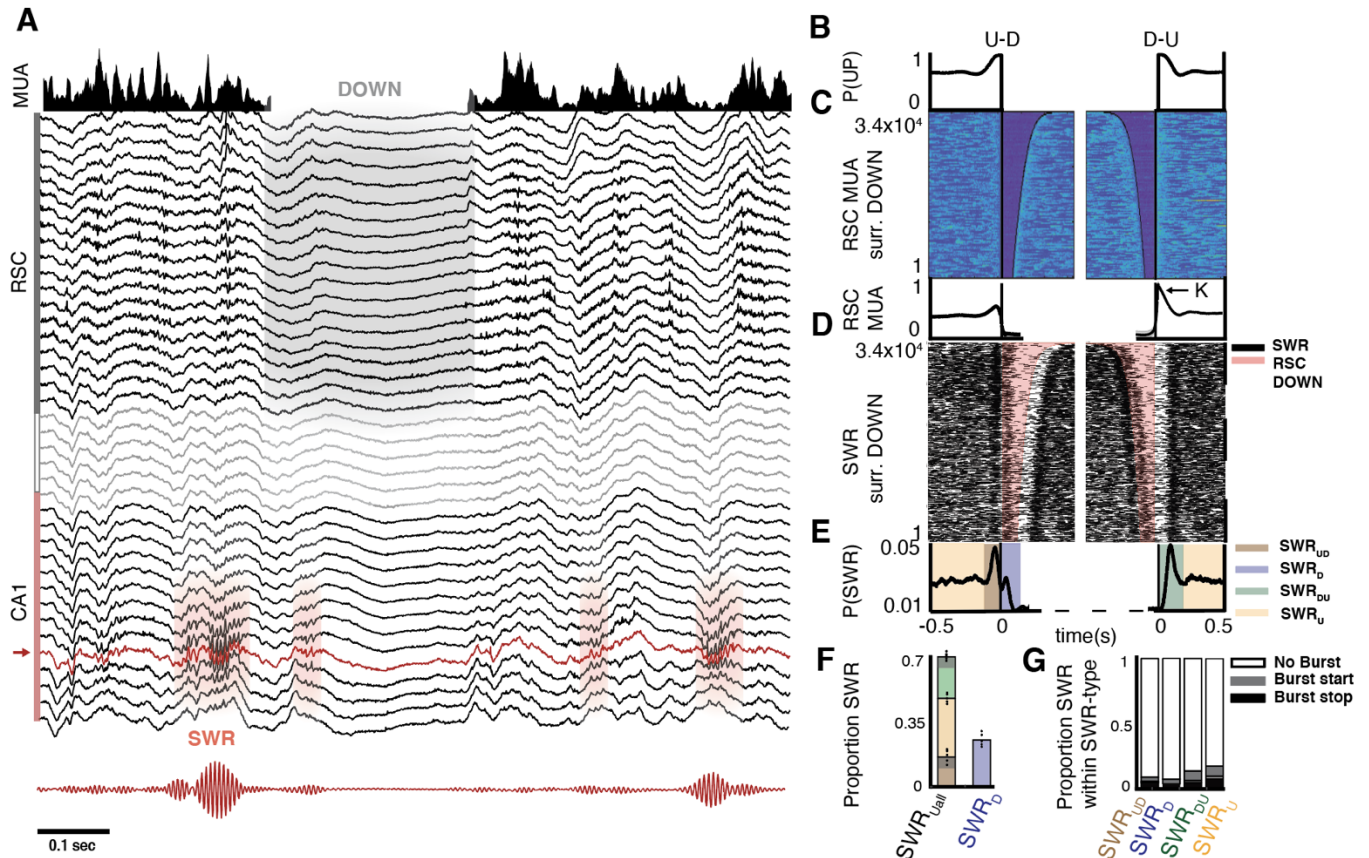 A
MUA
DOWN
RSC
CA1
SWR
0.1 sec
B
U-D
D-U
P(UP)
1
0
C
3.4x10⁴
RSC MUA
surr. DOWN
1
RSC
MUA
1
0
1
0
K
D
3.4x10⁴
SWR
surr. DOWN
1
SWR
RSC
DOWN
E
P(SWR)
0.05
0.01
-0.5
0
0
0.5
time(s)
SWR_UD
SWR_D
SWR_DU
SWR_U
F
Proportion SWR
0.7
0.35
0
SWR_Uall
SWR_D
G
Proportion SWR
within SWR-type
1
0.5
0
No Burst
Burst start
Burst stop
SWR_UD
SWR_D
SWR_DU
SWR_U